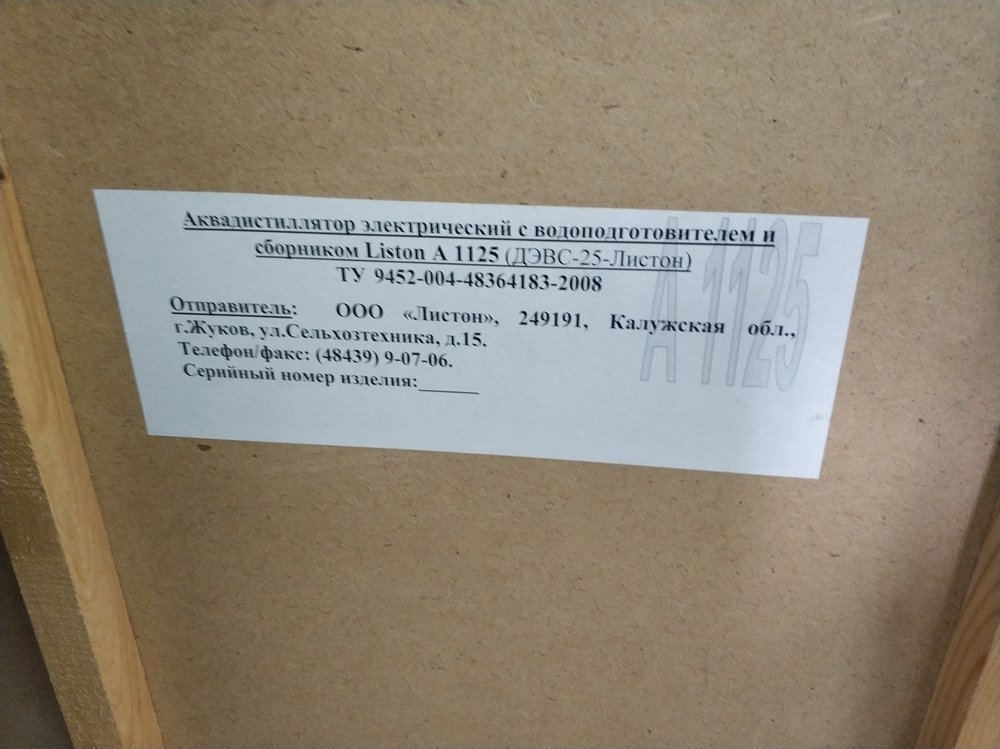 Аквадистиллятор электрический с водоподготовителем и
сборником Liston A 1125 (ДЭВС-25-Листон)
ТУ 9452-004-48364183-2008
Отправитель: ООО «Листон», 249191, Калужская обл.,
г.Жуков, ул.Сельхозтехника, д.15.
Телефон/факс: (48439) 9-07-06.
Серийный номер изделия:______
А 1125